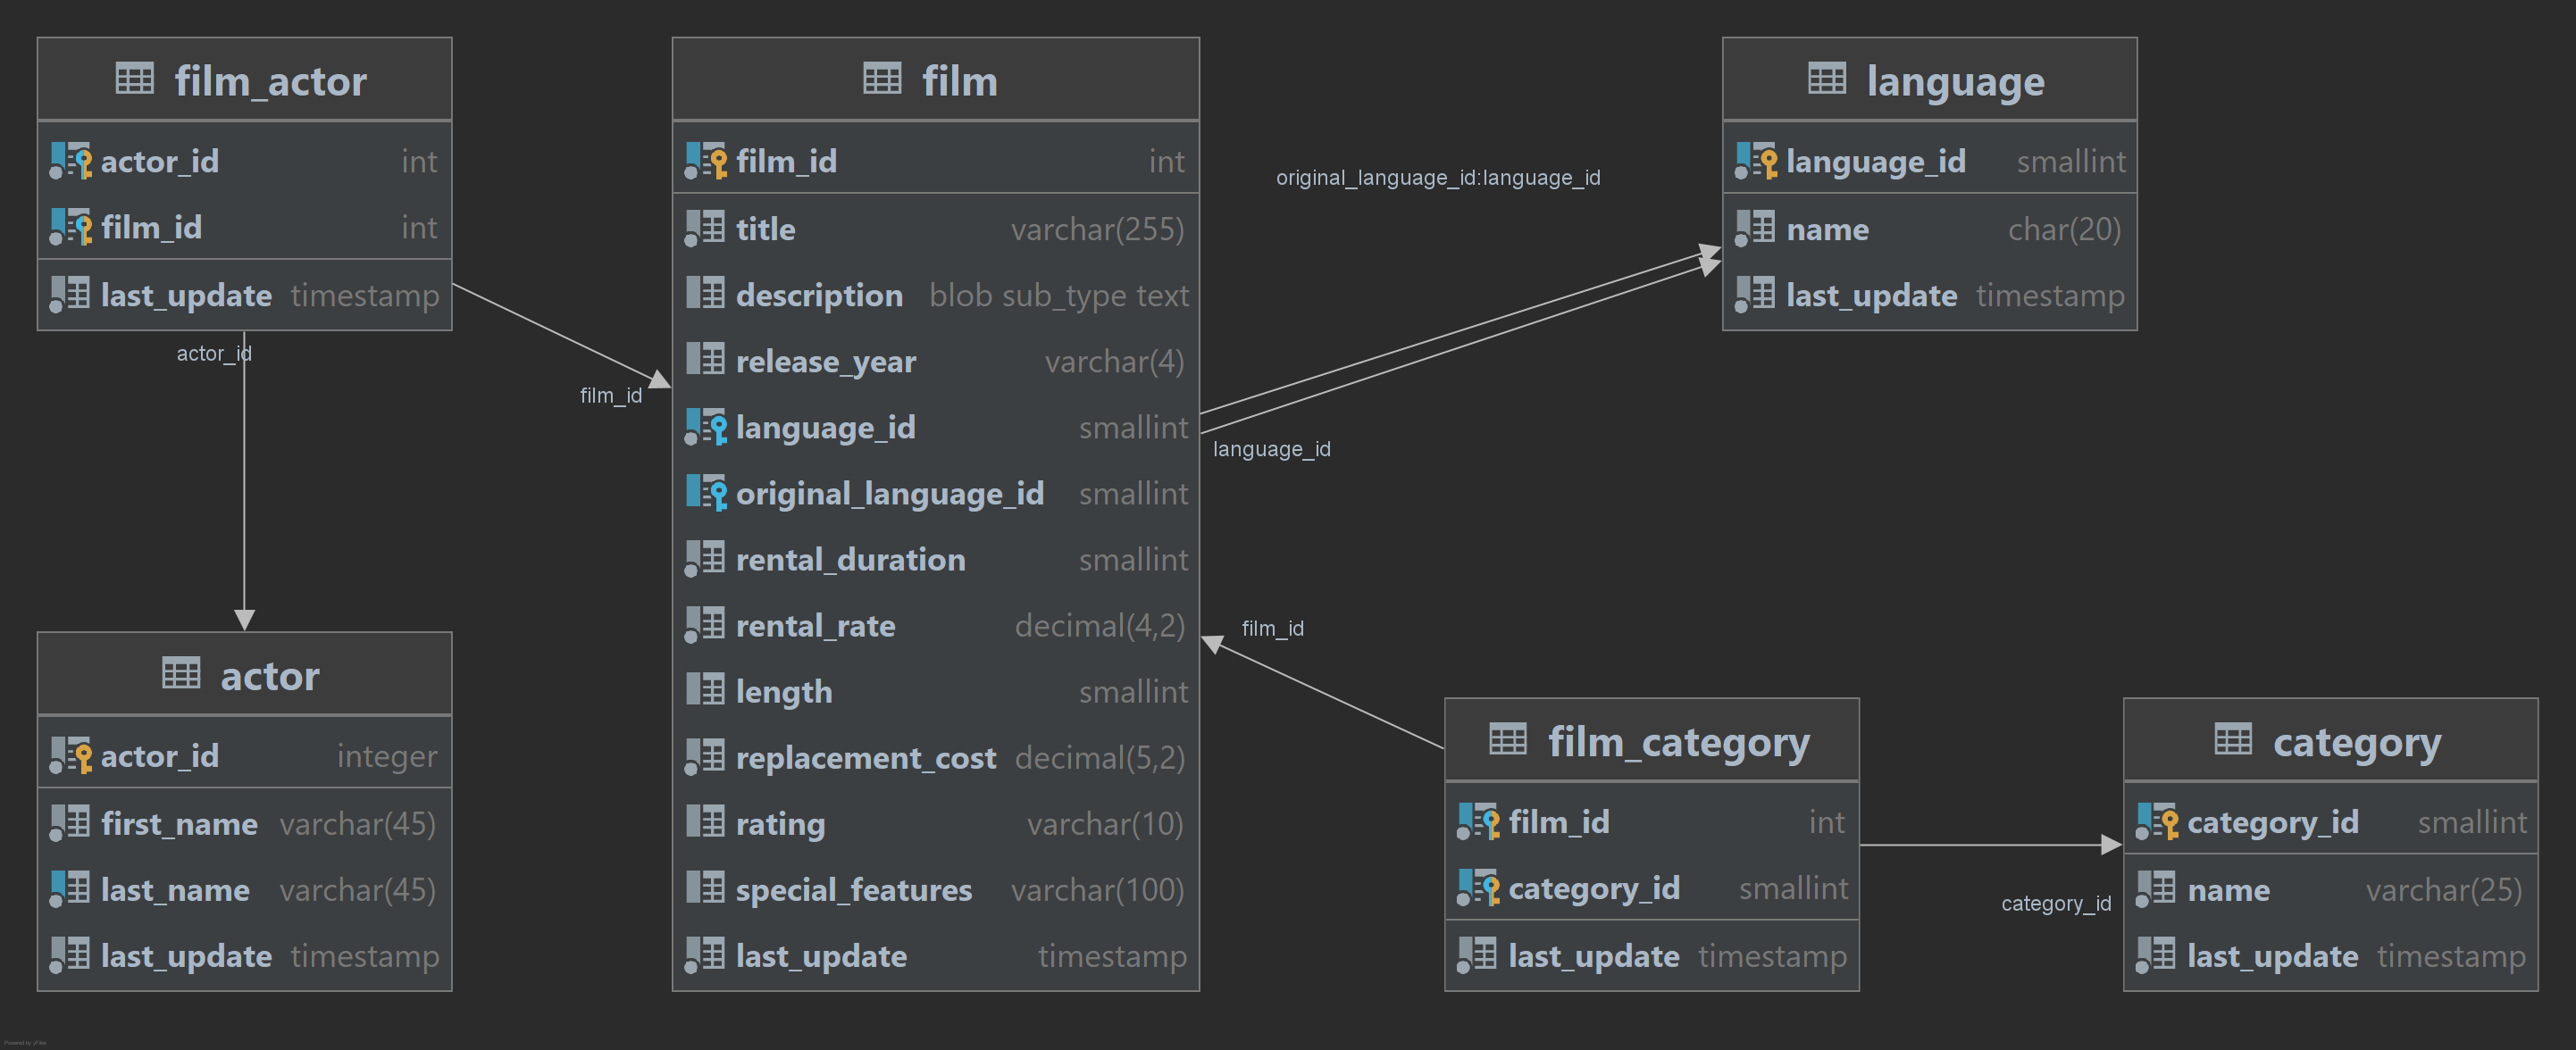 film_actor
actor_id int
film_id int
last_update timestamp
actor_id
film_id
actor
actor_id integer
first_name varchar(45)
last_name varchar(45)
last_update timestamp
film
film_id int
title varchar(255)
description blob sub_type text
release_year varchar(4)
language_id smallint
original_language_id smallint
rental_duration smallint
rental_rate decimal(4,2)
length smallint
replacement_cost decimal(5,2)
rating varchar(10)
special_features varchar(100)
last_update timestamp
original_language_id:language_id
language_id
film_id
language
language_id smallint
name char(20)
last_update timestamp
film_category
film_id int
category_id smallint
last_update timestamp
category_id
category
category_id smallint
name varchar(25)
last_update timestamp
Powered by yFiles